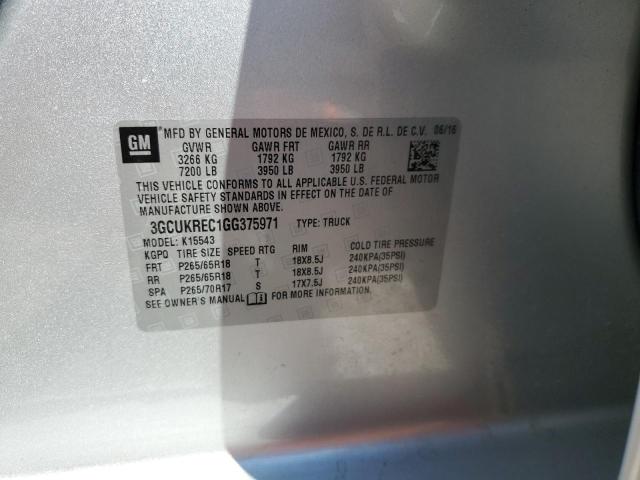 GM
MFD BY GENERAL MOTORS DE MEXICO, S. DE R.L. DE C.V. 06/16
GVWR GAWR FRT GAWR RR
3266 KG 1792 KG 1792 KG
7200 LB 3950 LB 3950 LB
THIS VEHICLE CONFORMS TO ALL APPLICABLE U.S. FEDERAL MOTOR
VEHICLE SAFETY STANDARDS IN EFFECT ON THE DATE OF
MANUFACTURE SHOWN ABOVE.
3GCUKREC1GG375971 TYPE: TRUCK
MODEL: K15543
KGPQ TIRE SIZE SPEED RTG RIM COLD TIRE PRESSURE
FRT P265/65R18 T 18X8.5J 240KPA(35PSI)
RR P265/65R18 T 18X8.5J 240KPA(35PSI)
SPA P265/70R17 S 17X7.5J 240KPA(35PSI)
SEE OWNER'S MANUAL FOR MORE INFORMATION.